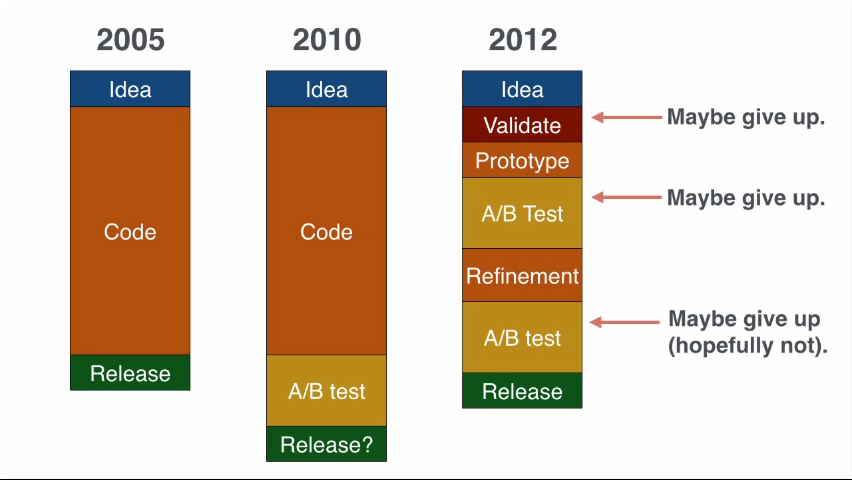 2005
Idea
Code
Release
2010
Idea
Code
A/B test
Release?
2012
Idea
Validate
Prototype
A/B Test
Refinement
A/B test
Release
Maybe give up.
Maybe give up.
Maybe give up
(hopefully not).